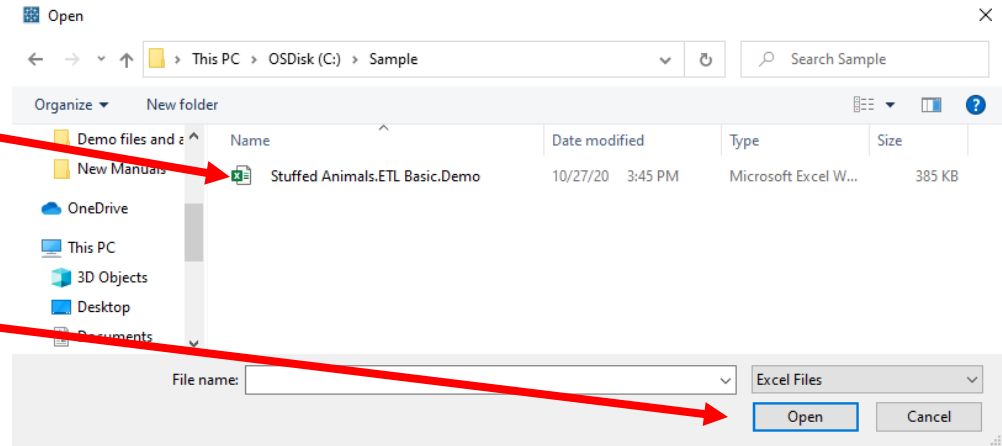 Open
This PC > OSDisk (C:) > Sample
Search Sample
Organize
New folder
Demo files and a
Name
Date modified
Type
Size
New Manuals
Stuffed Animals.ETL Basic.Demo
10/27/20 3:45 PM
Microsoft Excel W...
385 KB
OneDrive
This PC
3D Objects
Desktop
Documents
File name:
Excel Files
Open
Cancel